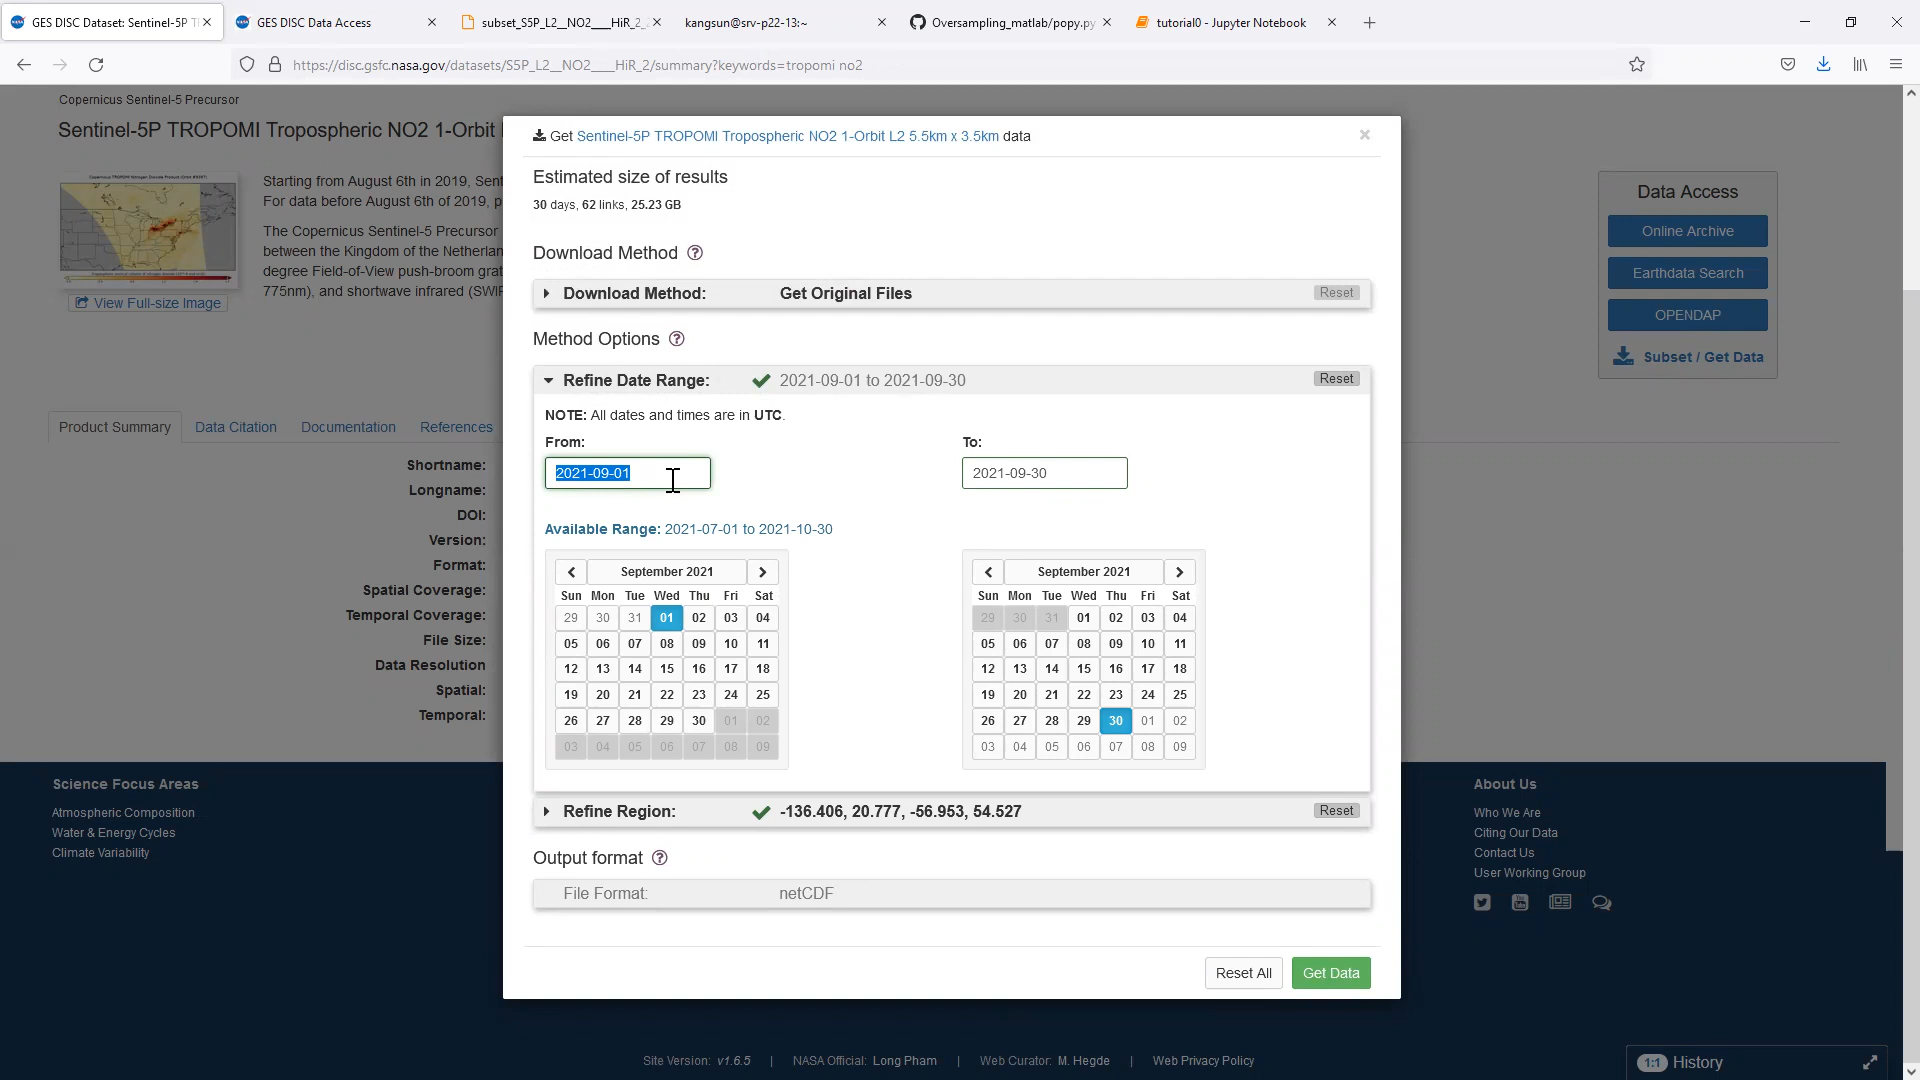 GES DISC Dataset: Sentinel-5P T
GES DISC Data Access
subset_S5P_L2__NO2____HiR_2_
kangsun@srv-p22-13:~
Oversampling_matlab/popy.py
tutorial0 - Jupyter Notebook
https://disc.gsfc.nasa.gov/datasets/S5P_L2__NO2____HiR_2/summary?keywords=tropomi no2
Copernicus Sentinel-5 Precursor
Sentinel-5P TROPOMI Tropospheric NO2 1-Orbit
Starting from August 6th in 2019, Sent
For data before August 6th of 2019, p
The Copernicus Sentinel-5 Precursor
between the Kingdom of the Netherlan
degree Field-of-View push-broom grat
775nm), and shortwave infrared (SWIF
View Full-size Image
Product Summary
Data Citation
Documentation
References
Shortname:
Longname:
DOI:
Version:
Format:
Spatial Coverage:
Temporal Coverage:
File Size:
Data Resolution
Spatial:
Temporal:
Get Sentinel-5P TROPOMI Tropospheric NO2 1-Orbit L2 5.5km x 3.5km data
×
Estimated size of results
30 days, 62 links, 25.23 GB
Download Method ?
Download Method: Get Original Files Reset
Method Options ?
Refine Date Range: 2021-09-01 to 2021-09-30 Reset
NOTE: All dates and times are in UTC.
From: To:
2021-09-01 2021-09-30
Available Range: 2021-07-01 to 2021-10-30
September 2021
Sun Mon Tue Wed Thu Fri Sat
29 30 31 01 02 03 04
05 06 07 08 09 10 11
12 13 14 15 16 17 18
19 20 21 22 23 24 25
26 27 28 29 30 01 02
03 04 05 06 07 08 09
September 2021
Sun Mon Tue Wed Thu Fri Sat
29 30 31 01 02 03 04
05 06 07 08 09 10 11
12 13 14 15 16 17 18
19 20 21 22 23 24 25
26 27 28 29 30 01 02
03 04 05 06 07 08 09
Refine Region: -136.406, 20.777, -56.953, 54.527 Reset
Output format ?
File Format: netCDF
Reset All
Get Data
Data Access
Online Archive
Earthdata Search
OPENDAP
Subset / Get Data
Science Focus Areas
Atmospheric Composition
Water & Energy Cycles
Climate Variability
About Us
Who We Are
Citing Our Data
Contact Us
User Working Group
Site Version: v1.6.5 | NASA Official: Long Pham | Web Curator: M. Hegde | Web Privacy Policy
1:1 History